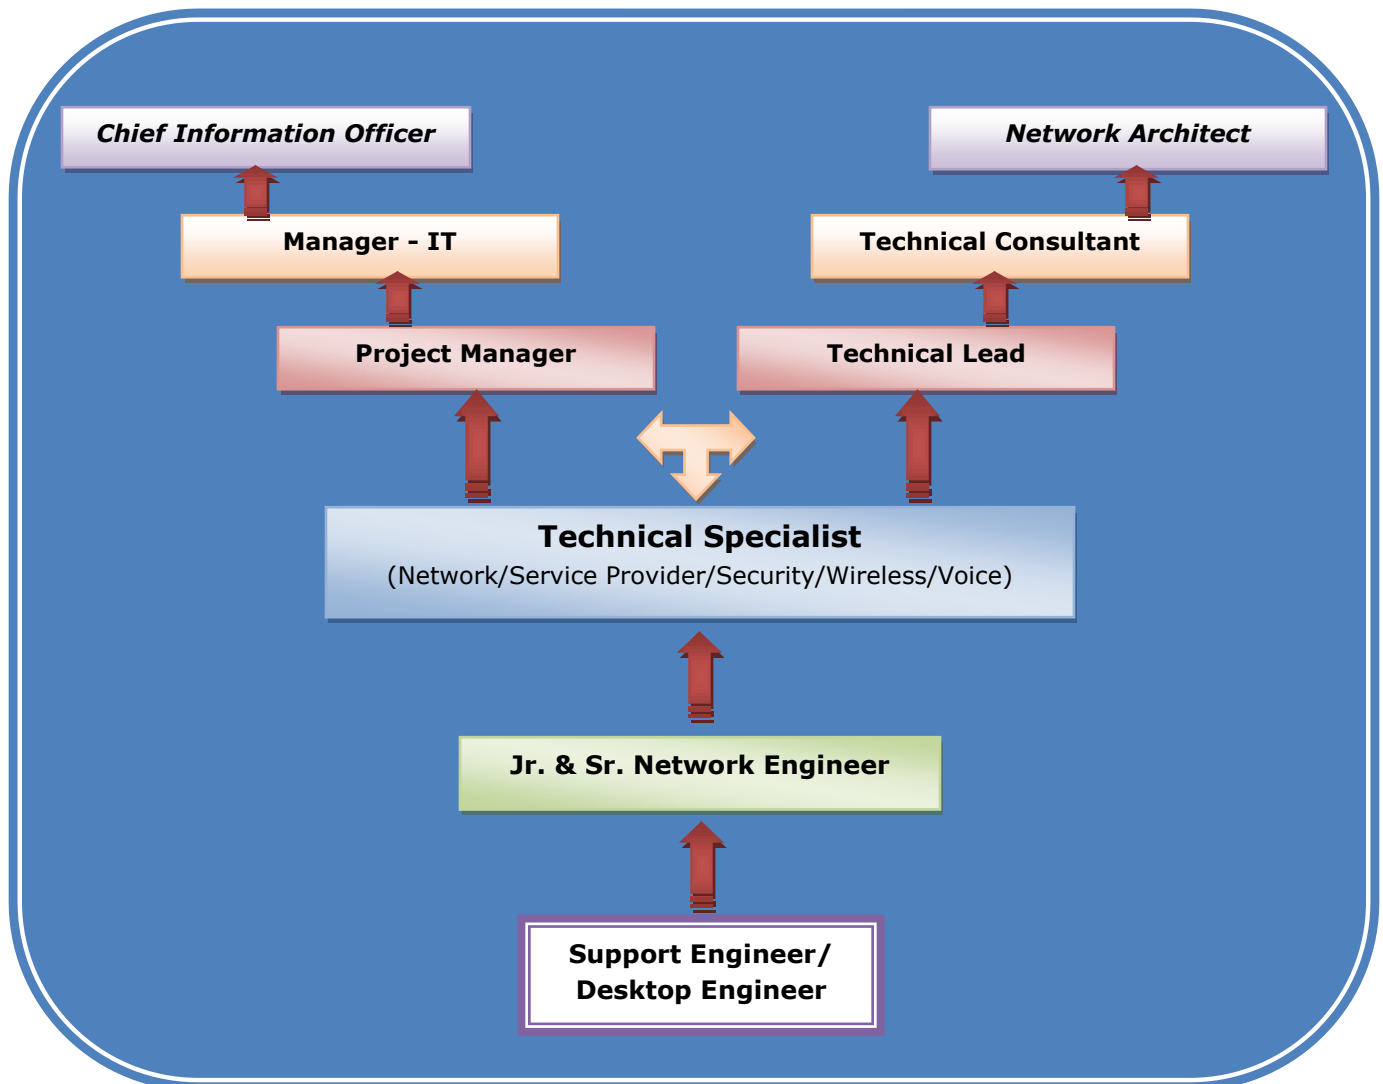 Chief Information Officer
Network Architect
Manager - IT
Technical Consultant
Project Manager
Technical Lead
Technical Specialist
(Network/Service Provider/Security/Wireless/Voice)
Jr. & Sr. Network Engineer
Support Engineer/
Desktop Engineer